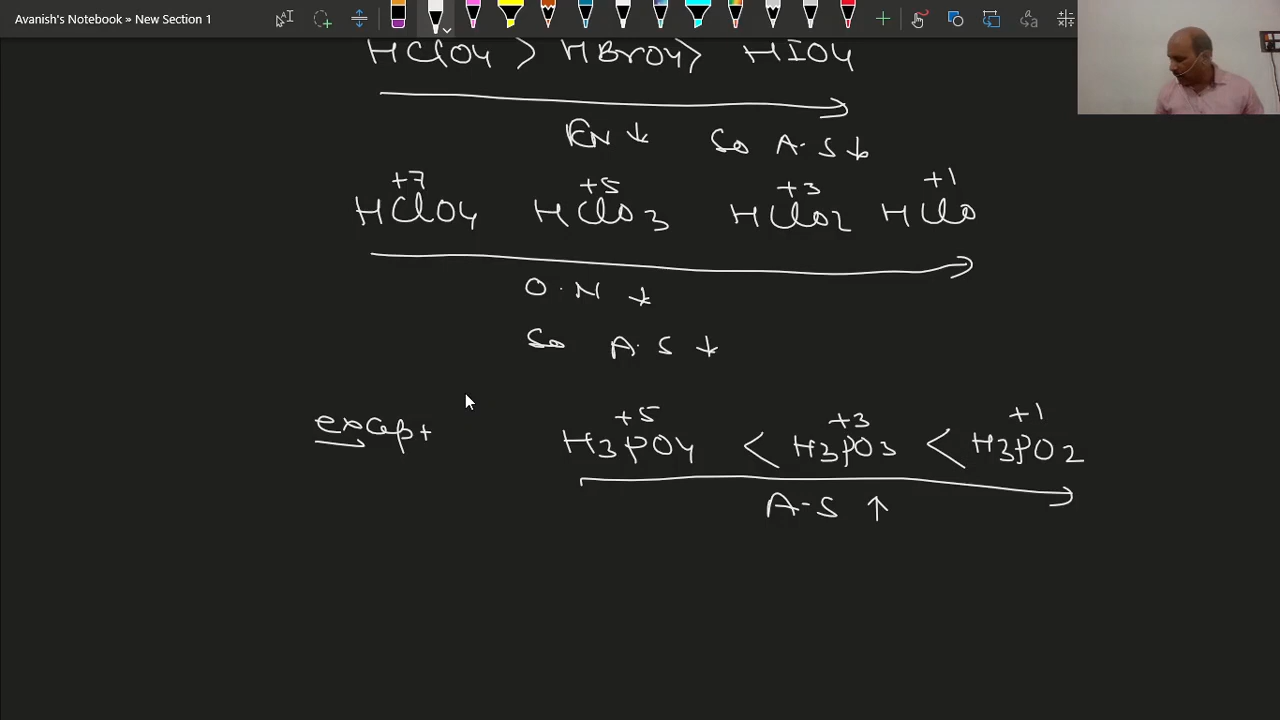 Avanish's Notebook » New Section 1
HClO4 > HBrO4> HIO4
EN ↓ So A.S↓
+7 +5 +3 +1
HClO4 HClO3 HClO2 HClO
O.N ↓
So A.S ↓
+5 +3 +1
except H3PO4 < H3PO3 < H3PO2
A-S ↑